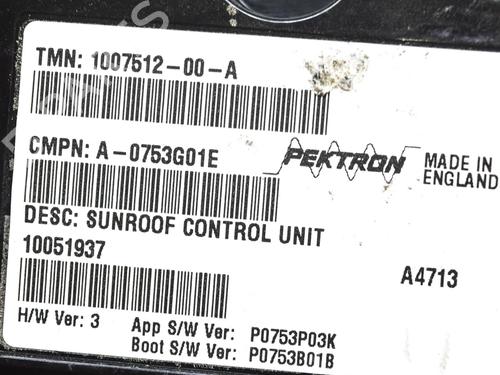 TMN: 1007512-00-A
CMPN: A-0753G01E
PEKTRON
MADE IN
ENGLAND
DESC: SUNROOF CONTROL UNIT
10051937
A4713
H/W Ver: 3
App S/W Ver: P0753P03K
Boot S/W Ver: P0753B01B